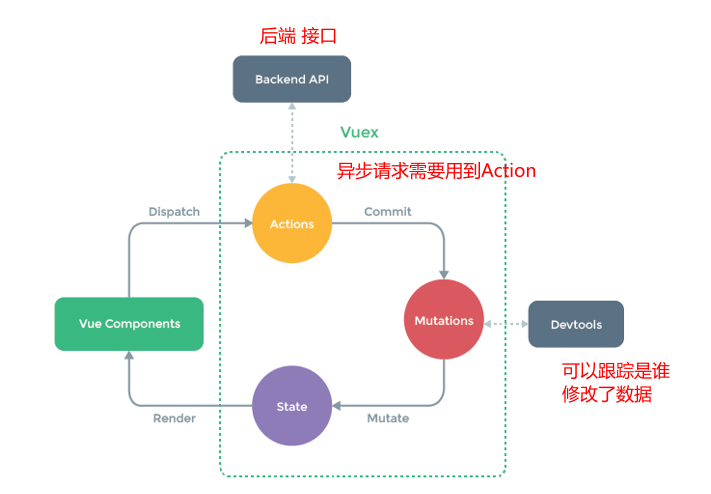 后端 接口
Backend API
Vuex
异步请求需要用到Action
Dispatch
Actions
Commit
Vue Components
Mutations
Devtools
可以跟踪是谁
修改了数据
State
Render
Mutate